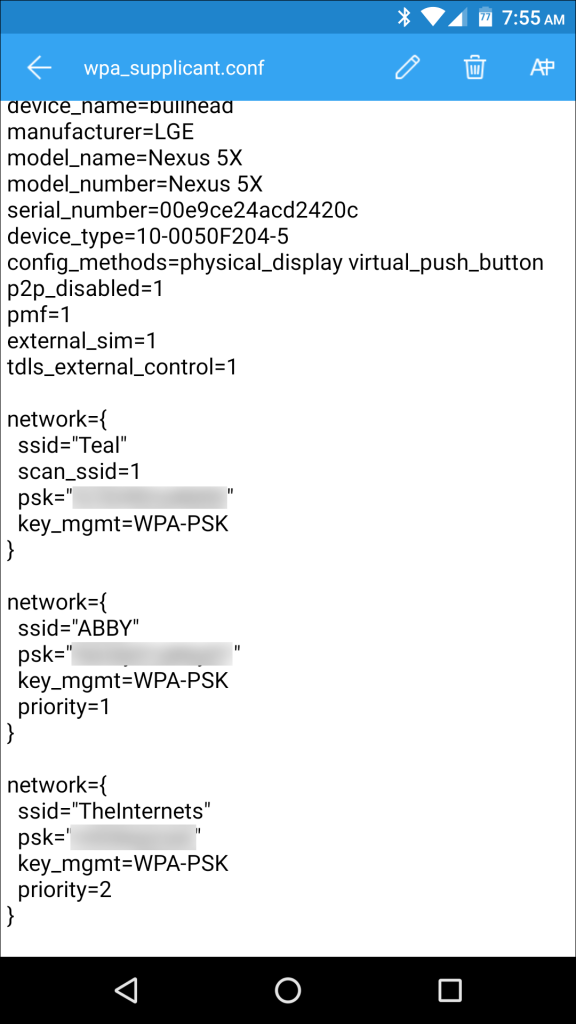 77 7:55 AM
wpa_supplicant.conf
device_name=bullhead
manufacturer=LGE
model_name=Nexus 5X
model_number=Nexus 5X
serial_number=00e9ce24acd2420c
device_type=10-0050F204-5
config_methods=physical_display virtual_push_button
p2p_disabled=1
pmf=1
external_sim=1
tdls_external_control=1
network={
ssid="Teal"
scan_ssid=1
psk=" "
key_mgmt=WPA-PSK
}
network={
ssid="ABBY"
psk=" "
key_mgmt=WPA-PSK
priority=1
}
network={
ssid="TheInternets"
psk=" "
key_mgmt=WPA-PSK
priority=2
}